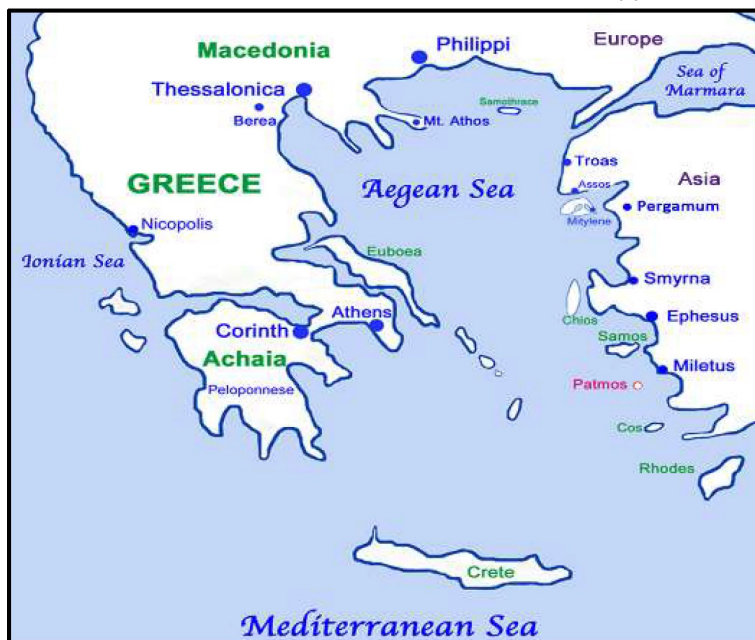 Macedonia
Philippi
Europe
Sea of
Marmara
Thessalonica
Berea
Mt. Athos
Samothrace
GREECE
Aegean Sea
Troas
Assos
Asia
Mitylene
Pergamum
Nicopolis
Ionian Sea
Euboea
Smyrna
Chios
Ephesus
Athens
Corinth
Achaia
Samos
Miletus
Peloponnese
Patmos
Cos
Rhodes
Crete
Mediterranean Sea